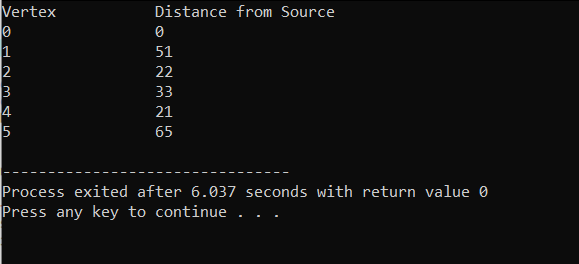 Vertex Distance from Source
0 0
1 51
2 22
3 33
4 21
5 65
--------------------------------
Process exited after 6.037 seconds with return value 0
Press any key to continue . . .